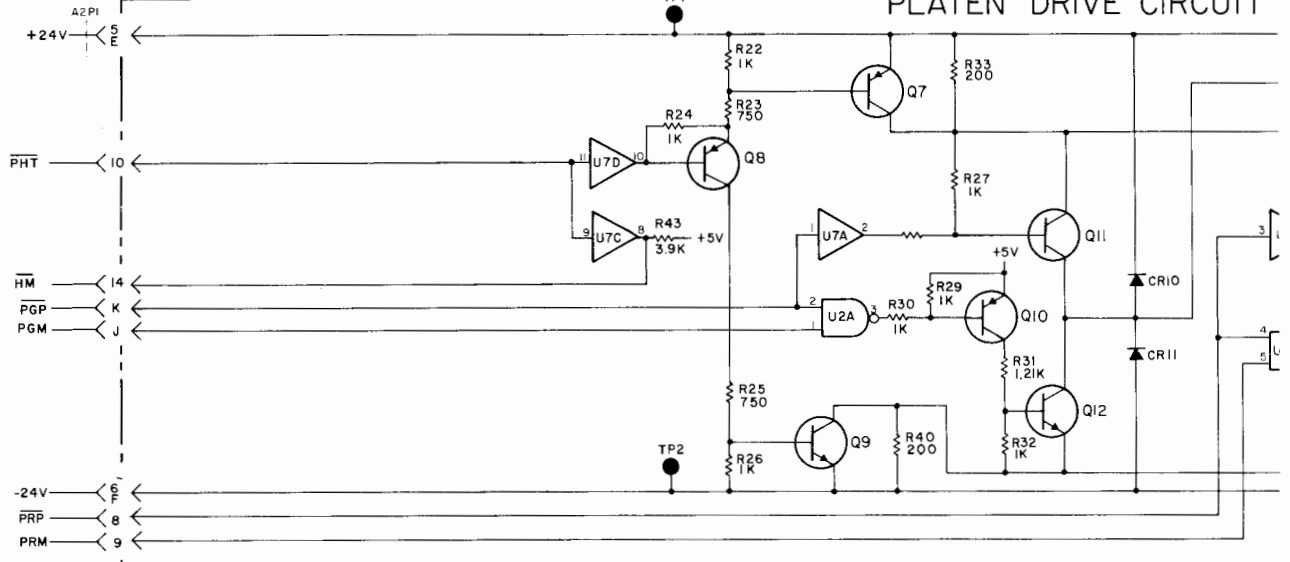 PLATEN DRIVE CIRCUIT
A2P1
+24V 5 E
R22 1K
R33 200
Q7
R23 750
R24 1K
PHT 10
11 U7D 10
Q8
R27 1K
9 U7C 8
R43 3.9K +5V
1 U7A 2
Q11
3
+5V
HM 14
PGP K
PGM J
R29 1K
CR10
2 1 U2A 3
R30 1K
Q10
4
5
CR11
R31 1.21K
R25 750
Q12
Q9
R40 200
R32 1K
TP2
R26 1K
-24V 6 F
PRP 8
PRM 9